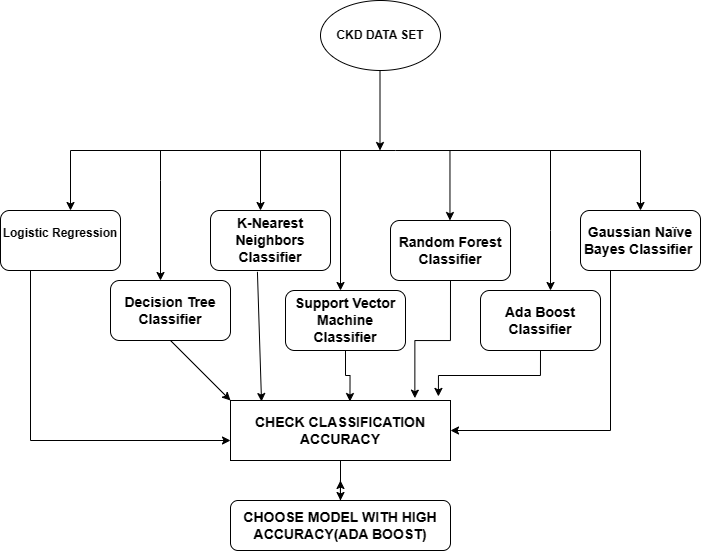 CKD DATA SET
Logistic Regression
K-Nearest
Neighbors
Classifier
Random Forest
Classifier
Gaussian Naïve
Bayes Classifier
Decision Tree
Classifier
Support Vector
Machine
Classifier
Ada Boost
Classifier
CHECK CLASSIFICATION
ACCURACY
CHOOSE MODEL WITH HIGH
ACCURACY(ADA BOOST)